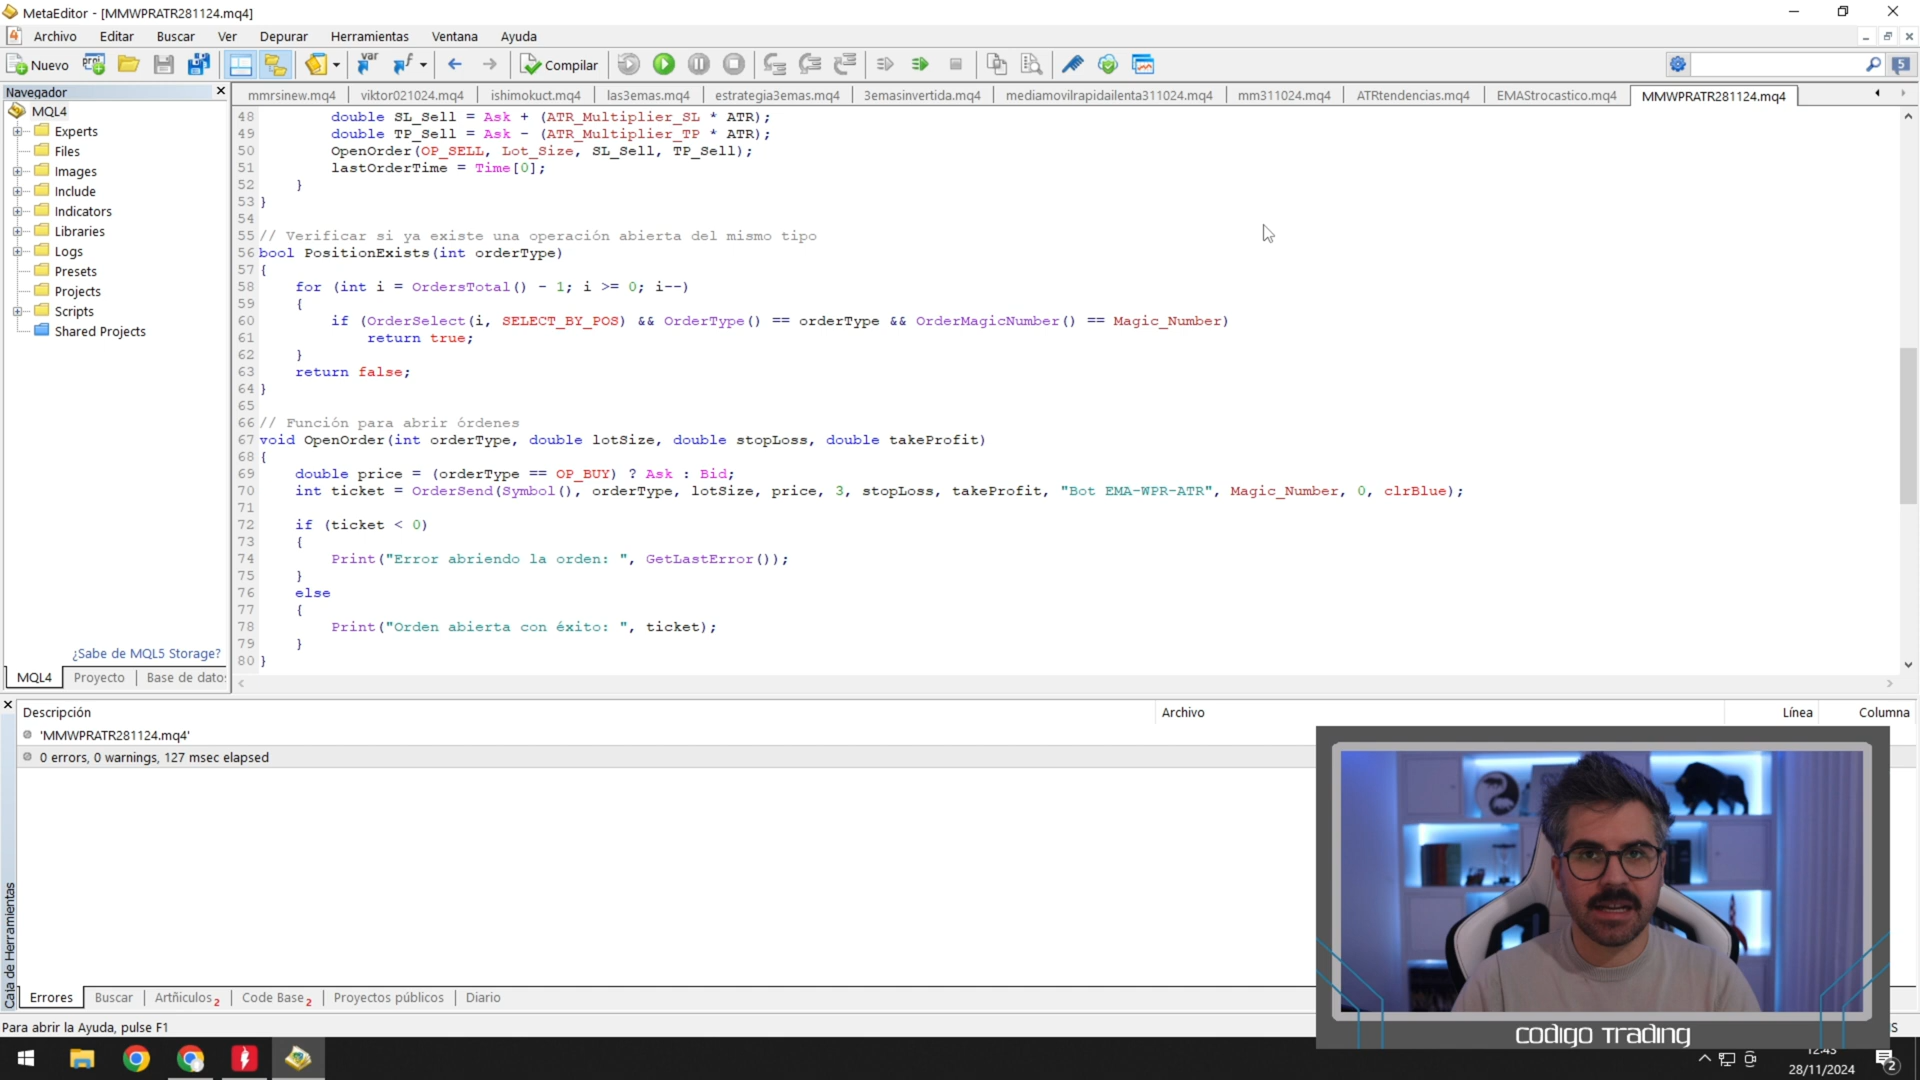 MetaEditor - [MMWPRATR281124.mq4]
Archivo Editar Buscar Ver Depurar Herramientas Ventana Ayuda
Nuevo Compilar 5
Navegador
MQL4
Experts
Files
Images
Include
Indicators
Libraries
Logs
Presets
Projects
Scripts
Shared Projects
¿Sabe de MQL5 Storage?
MQL4 Proyecto Base de datos
mmrsinew.mq4 viktor021024.mq4 ishimokuct.mq4 las3emas.mq4 estrategia3emas.mq4 3emasinvertida.mq4 mediamovilrapidailenta311024.mq4 mm311024.mq4 ATRtendencias.mq4 EMAStrocastico.mq4 MMWPRATR281124.mq4
48 double SL_Sell = Ask + (ATR_Multiplier_SL * ATR);
49 double TP_Sell = Ask - (ATR_Multiplier_TP * ATR);
50 OpenOrder(OP_SELL, Lot_Size, SL_Sell, TP_Sell);
51 lastOrderTime = Time[0];
52 }
53 }
54
55 // Verificar si ya existe una operación abierta del mismo tipo
56 bool PositionExists(int orderType)
57 {
58 for (int i = OrdersTotal() - 1; i >= 0; i--)
59 {
60 if (OrderSelect(i, SELECT_BY_POS) && OrderType() == orderType && OrderMagicNumber() == Magic_Number)
61 return true;
62 }
63 return false;
64 }
65
66 // Función para abrir órdenes
67 void OpenOrder(int orderType, double lotSize, double stopLoss, double takeProfit)
68 {
69 double price = (orderType == OP_BUY) ? Ask : Bid;
70 int ticket = OrderSend(Symbol(), orderType, lotSize, price, 3, stopLoss, takeProfit, "Bot EMA-WPR-ATR", Magic_Number, 0, clrBlue);
71
72 if (ticket < 0)
73 {
74 Print("Error abriendo la orden: ", GetLastError());
75 }
76 else
77 {
78 Print("Orden abierta con éxito: ", ticket);
79 }
80 }
Descripción Archivo Línea Columna
'MMWPRATR281124.mq4'
0 errors, 0 warnings, 127 msec elapsed
Caja de Herramientas
Errores Buscar Artñiculos 2 Code Base 2 Proyectos públicos Diario
Para abrir la Ayuda, pulse F1
CODIGO TRADING
12:43
28/11/2024
2